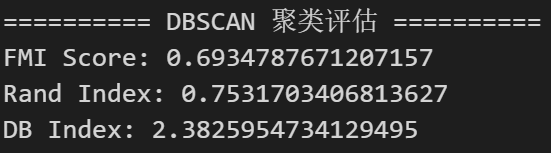 ========== DBSCAN 聚类评估 ==========
FMI Score: 0.6934787671207157
Rand Index: 0.7531703406813627
DB Index: 2.3825954734129495